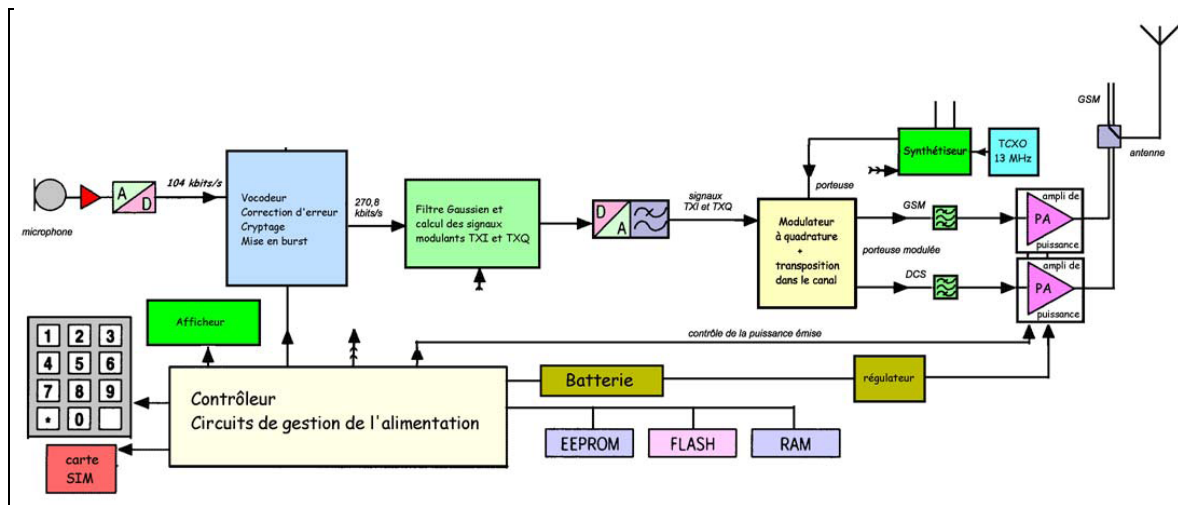 GSM
antenne
Synthétiseur
TCXO
13 MHz
104 kbits/s
A
D
microphone
Vocodeur
Correction d'erreur
Cryptage
Mise en burst
270,8
kbits/s
Filtre Gaussien et
calcul des signaux
modulants TXI et TXQ
D
A
signaux
TXI et TXQ
porteuse
Modulateur
à quadrature
+
transposition
dans le canal
GSM
porteuse modulée
DCS
ampli de
PA
puissance
ampli de
PA
puissance
contrôle de la puissance émise
Afficheur
1 2 3
4 5 6
7 8 9
* 0
carte
SIM
Contrôleur
Circuits de gestion de l'alimentation
Batterie
régulateur
EEPROM
FLASH
RAM